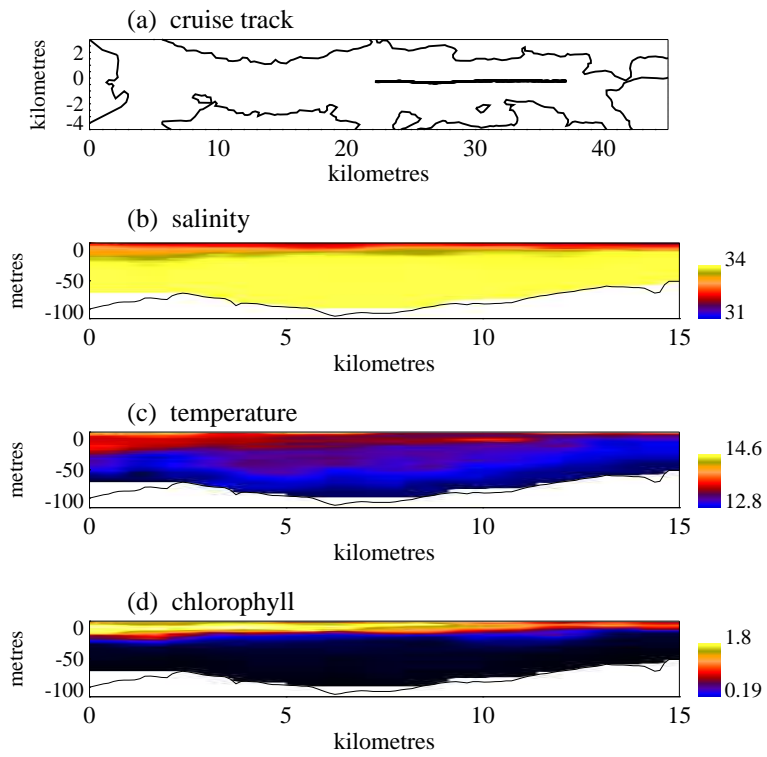 (a) cruise track
kilometres
2
0
-2
-4
0 10 20 30 40
kilometres
(b) salinity
metres
0
-50
-100
34
31
0 5 10 15
kilometres
(c) temperature
metres
0
-50
-100
14.6
12.8
0 5 10 15
kilometres
(d) chlorophyll
metres
0
-50
-100
1.8
0.19
0 5 10 15
kilometres